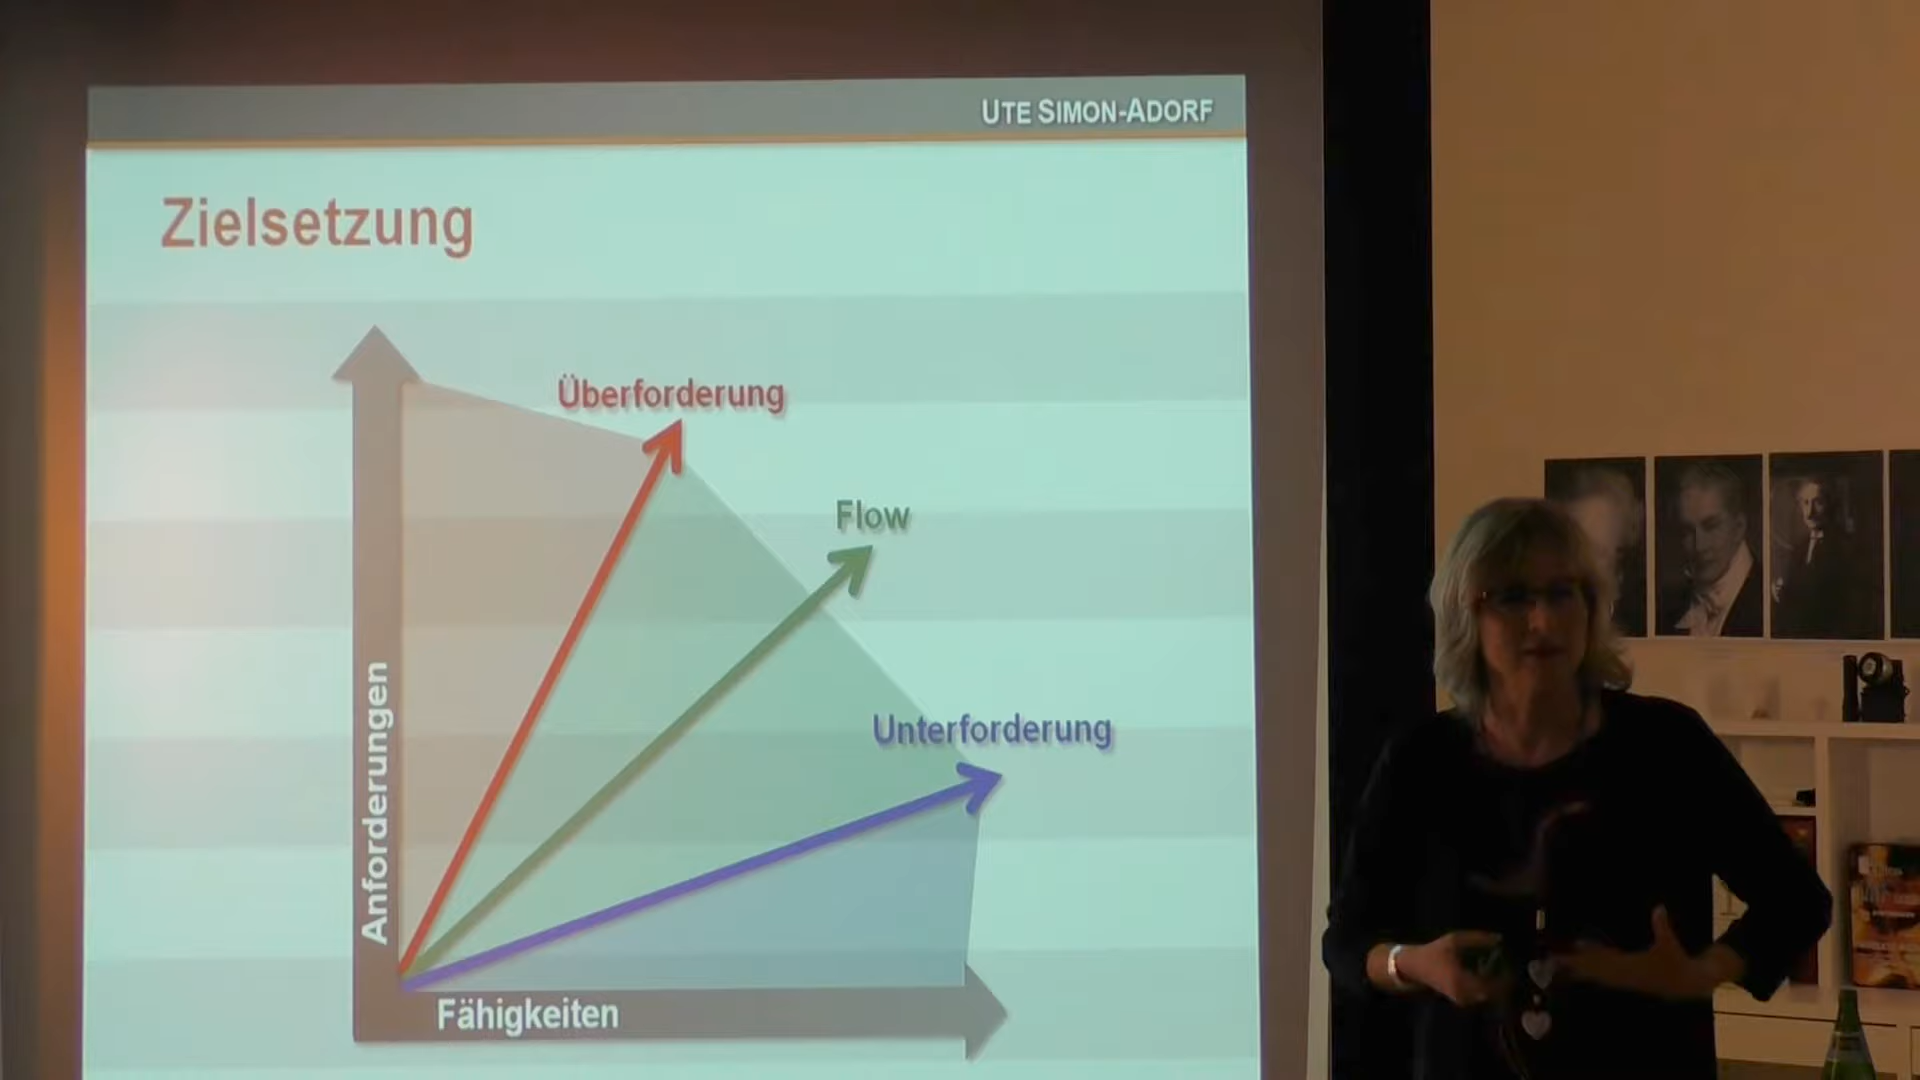 UTE SIMON-ADORF
Zielsetzung
Überforderung
Flow
Unterforderung
Anforderungen
Fähigkeiten